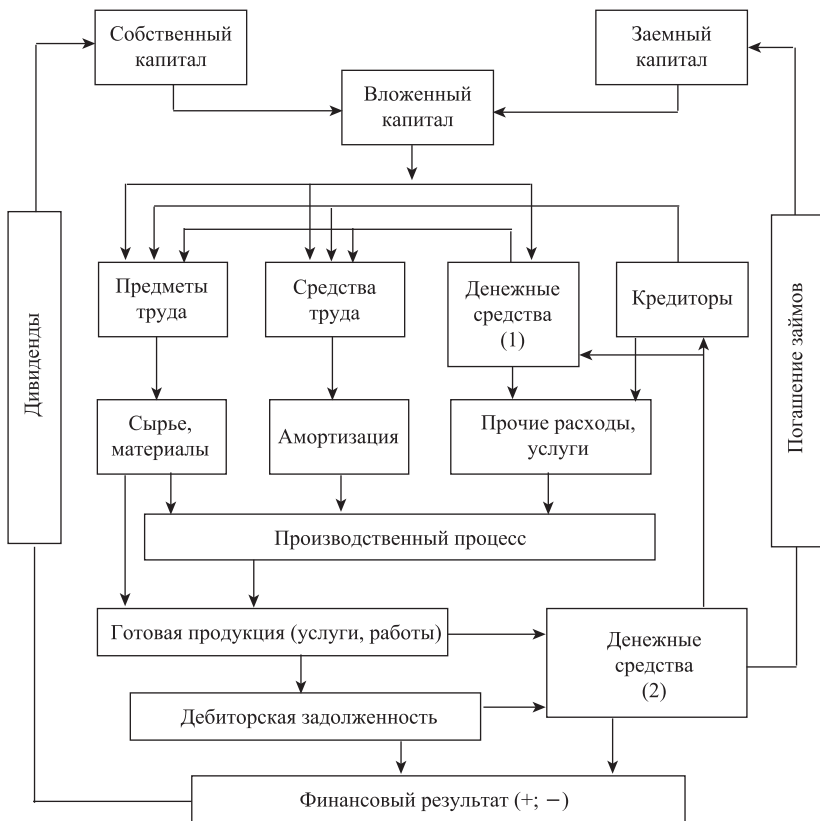 Собственный
капитал
Заемный
капитал
Вложенный
капитал
Предметы
труда
Средства
труда
Денежные
средства
(1)
Кредиторы
Дивиденды
Погашение займов
Сырье,
материалы
Амортизация
Прочие расходы,
услуги
Производственный процесс
Готовая продукция (услуги, работы)
Денежные
средства
(2)
Дебиторская задолженность
Финансовый результат (+; −)